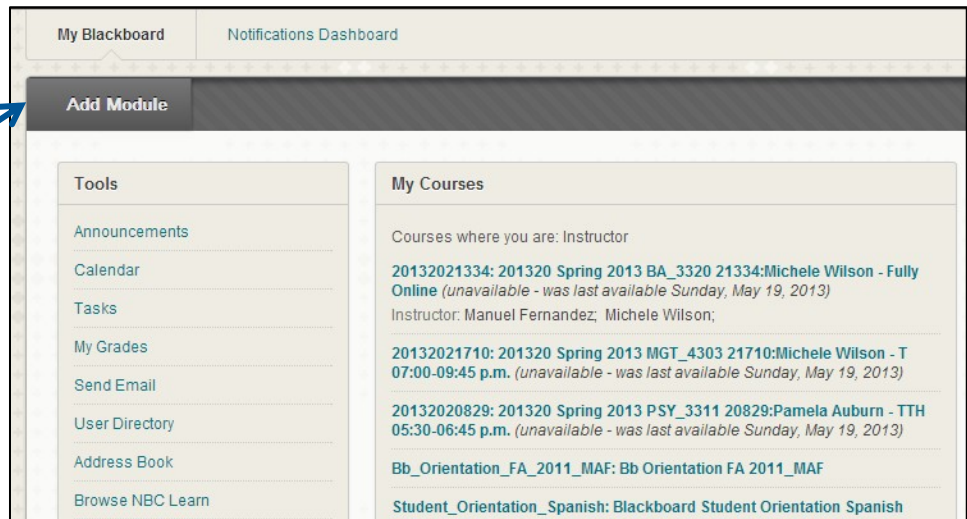 My Blackboard
Notifications Dashboard
Add Module
Tools
Announcements
Calendar
Tasks
My Grades
Send Email
User Directory
Address Book
Browse NBC Learn
My Courses
Courses where you are: Instructor
20132021334: 201320 Spring 2013 BA_3320 21334:Michele Wilson - Fully
Online (unavailable - was last available Sunday, May 19, 2013)
Instructor: Manuel Fernandez; Michele Wilson;
20132021710: 201320 Spring 2013 MGT_4303 21710:Michele Wilson - T
07:00-09:45 p.m. (unavailable - was last available Sunday, May 19, 2013)
20132020829: 201320 Spring 2013 PSY_3311 20829:Pamela Auburn - TTH
05:30-06:45 p.m. (unavailable - was last available Sunday, May 19, 2013)
Bb_Orientation_FA_2011_MAF: Bb Orientation FA 2011_MAF
Student_Orientation_Spanish: Blackboard Student Orientation Spanish